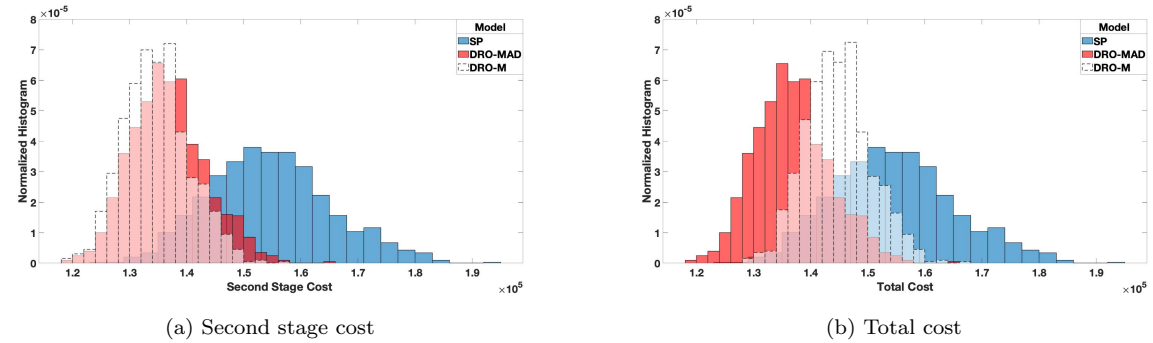 ×10⁻⁵
8
7
6
5
4
3
2
1
0
Normalized Histogram
Model
SP
DRO-MAD
DRO-M
1.2 1.3 1.4 1.5 1.6 1.7 1.8 1.9
Second Stage Cost
×10⁵
(a) Second stage cost
×10⁻⁵
8
7
6
5
4
3
2
1
0
Normalized Histogram
Model
SP
DRO-MAD
DRO-M
1.2 1.3 1.4 1.5 1.6 1.7 1.8 1.9
Total Cost
×10⁵
(b) Total cost